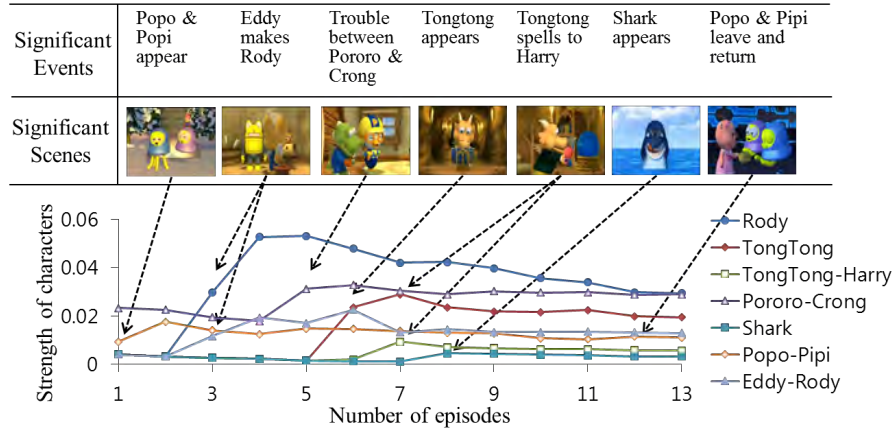 Significant Events
Popo & Popi appear
Eddy makes Rody
Trouble between Pororo & Crong
Tongtong appears
Tongtong spells to Harry
Shark appears
Popo & Pipi leave and return
Significant Scenes
Strength of characters
0.06
0.04
0.02
0
1
3
5
7
9
11
13
Number of episodes
Rody
TongTong
TongTong-Harry
Pororo-Crong
Shark
Popo-Pipi
Eddy-Rody